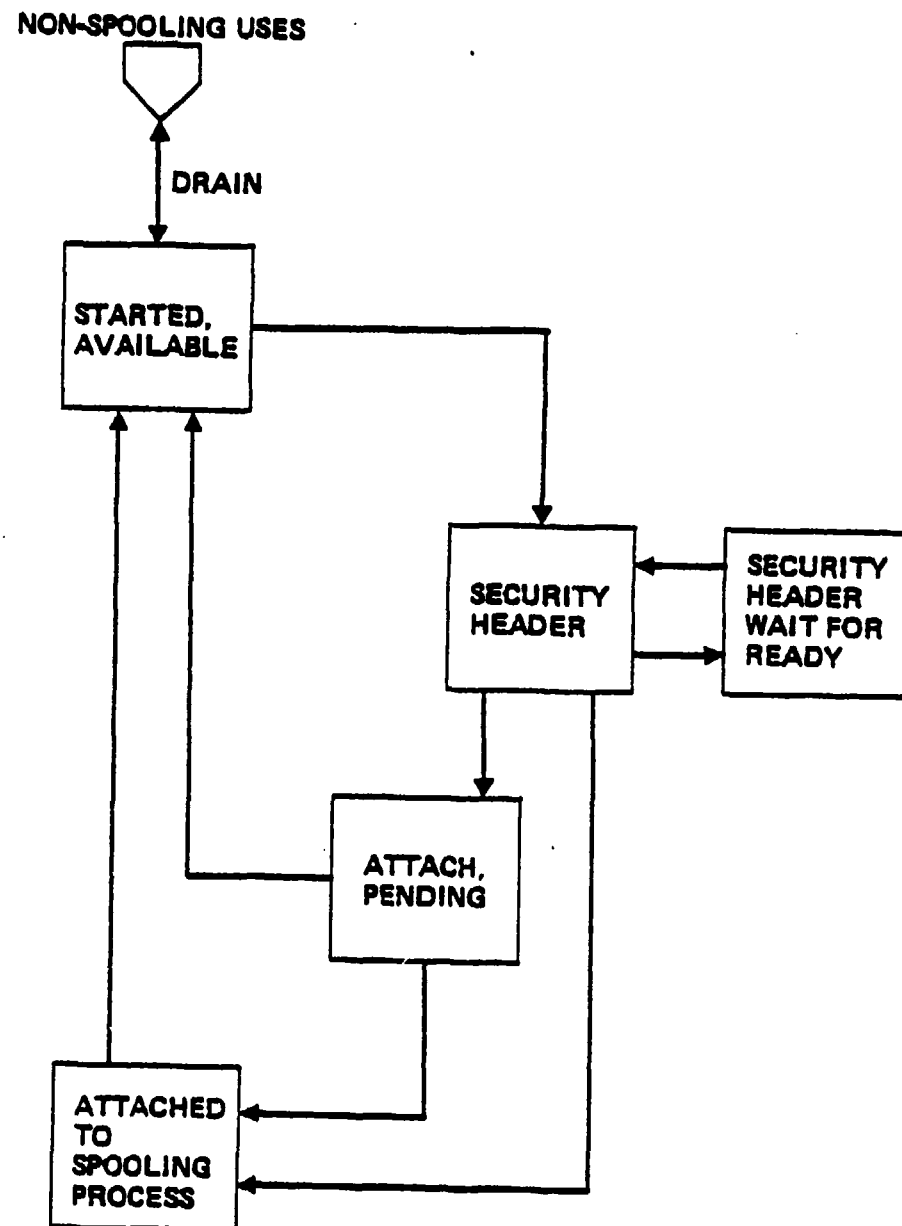 NON-SPOOLING USES
DRAIN
STARTED,
AVAILABLE
SECURITY
HEADER
SECURITY
HEADER
WAIT FOR
READY
ATTACH,
PENDING
ATTACHED
TO
SPOOLING
PROCESS